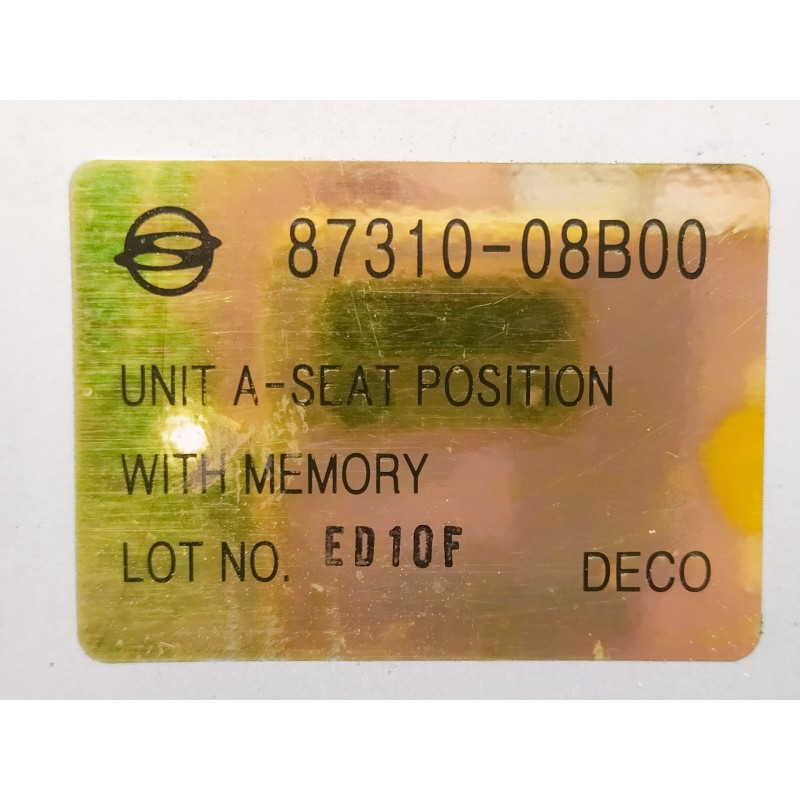 87310-08B00
UNIT A-SEAT POSITION
WITH MEMORY
LOT NO. ED10F DECO